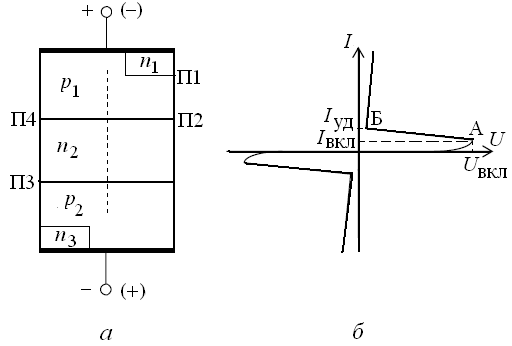 + (−)
n1
П1
p1
П4
П2
n2
П3
p2
n3
− (+)
а
I
Iуд
Б
А
U
Iвкл
Uвкл
б